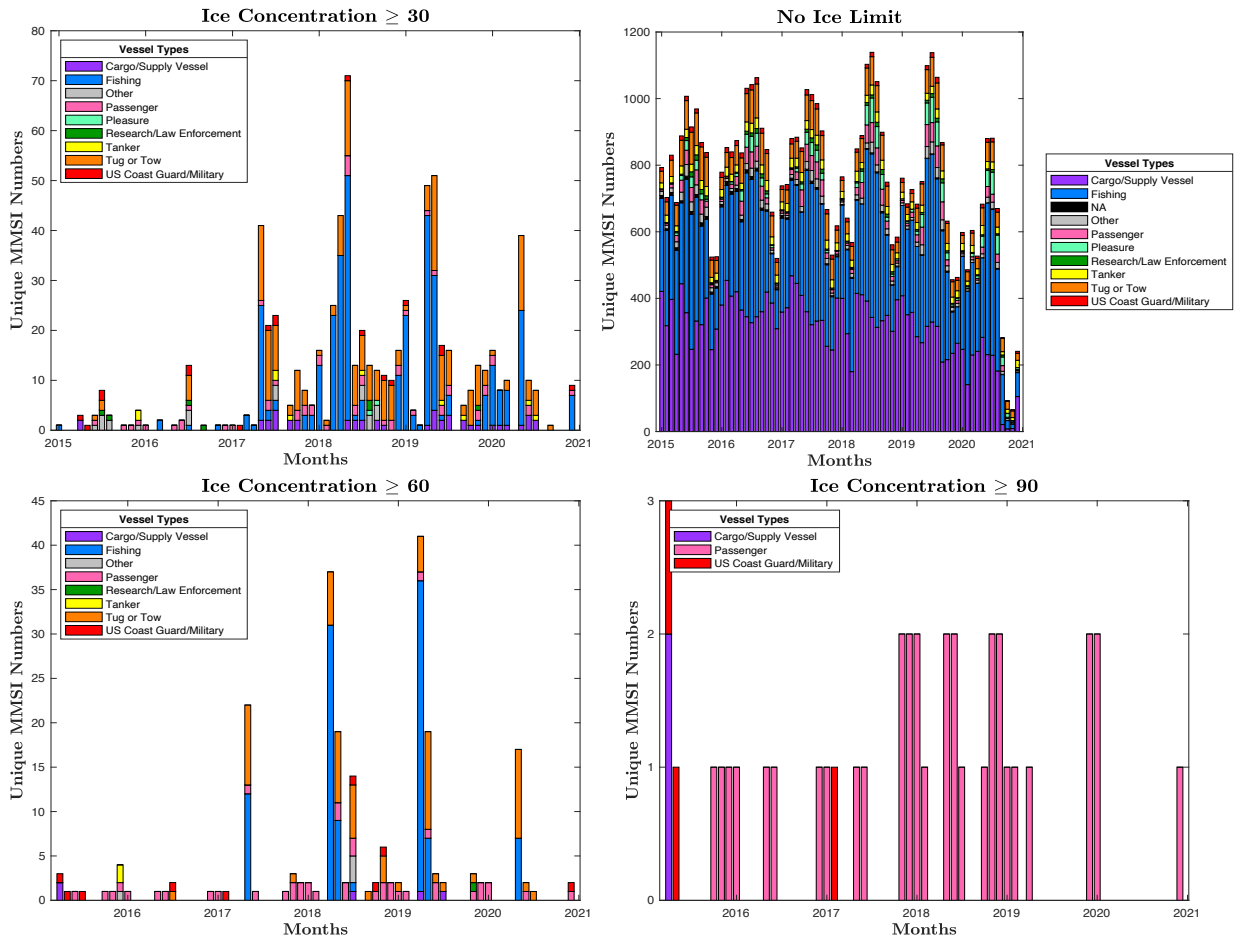 Ice Concentration ≥ 30
80
70
60
50
40
30
20
10
0
Unique MMSI Numbers
Vessel Types
Cargo/Supply Vessel
Fishing
Other
Passenger
Pleasure
Research/Law Enforcement
Tanker
Tug or Tow
US Coast Guard/Military
2015 2016 2017 2018 2019 2020 2021
Months
No Ice Limit
1200
1000
800
600
400
200
0
Unique MMSI Numbers
2015 2016 2017 2018 2019 2020 2021
Months
Vessel Types
Cargo/Supply Vessel
Fishing
NA
Other
Passenger
Pleasure
Research/Law Enforcement
Tanker
Tug or Tow
US Coast Guard/Military
Ice Concentration ≥ 60
45
40
35
30
25
20
15
10
5
0
Unique MMSI Numbers
Vessel Types
Cargo/Supply Vessel
Fishing
Other
Passenger
Research/Law Enforcement
Tanker
Tug or Tow
US Coast Guard/Military
2016 2017 2018 2019 2020 2021
Months
Ice Concentration ≥ 90
3
2
1
0
Unique MMSI Numbers
Vessel Types
Cargo/Supply Vessel
Passenger
US Coast Guard/Military
2016 2017 2018 2019 2020 2021
Months